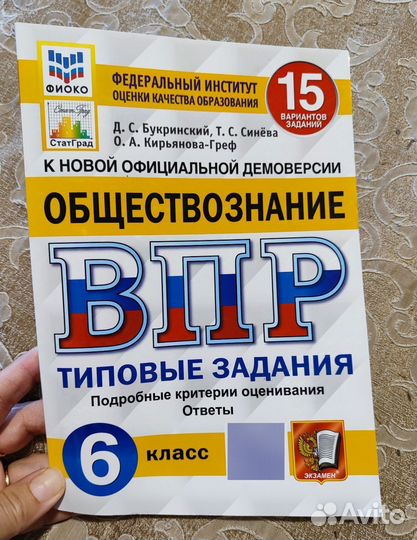 ФИОКО
СтатГрад
СтатГрад
ФЕДЕРАЛЬНЫЙ ИНСТИТУТ
ОЦЕНКИ КАЧЕСТВА ОБРАЗОВАНИЯ
15
ВАРИАНТОВ
ЗАДАНИЙ
Д. С. Букринский, Т. С. Синёва
О. А. Кирьянова-Греф
К НОВОЙ ОФИЦИАЛЬНОЙ ДЕМОВЕРСИИ
ОБЩЕСТВОЗНАНИЕ
ВПР
ТИПОВЫЕ ЗАДАНИЯ
Подробные критерии оценивания
Ответы
6 класс
ЭКЗАМЕН
Avito